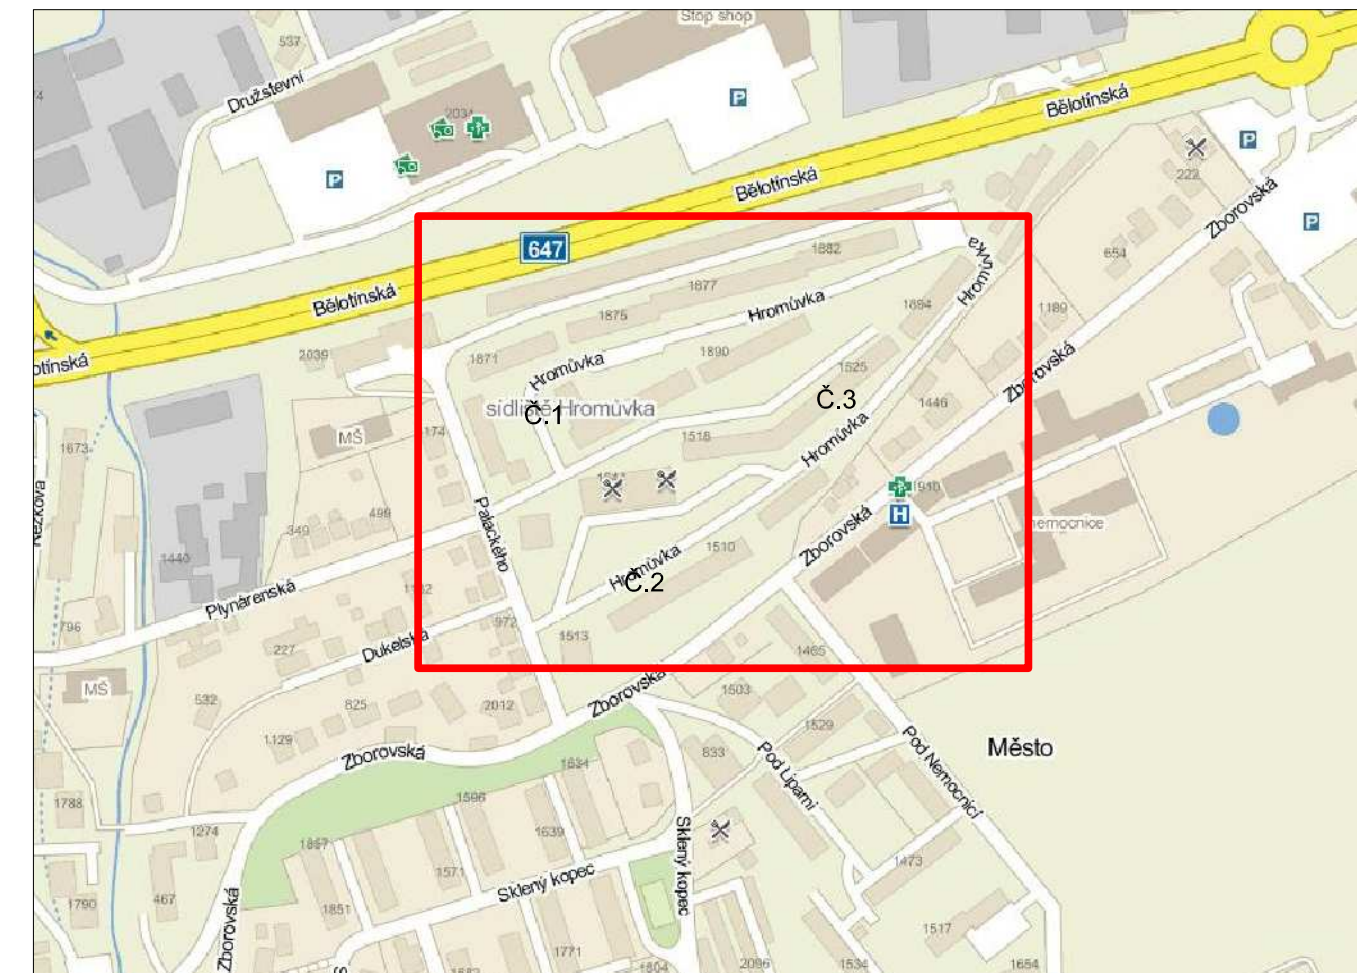 Stop shop
537
Družstevní
2034
P
Bělotínská
P
P
222
Bělotínská
Zborovská
P
647
1882
654
Hromůvka
Bělotínská
1877
Hromůvka
1894
1189
1875
2039
1871
1890
Zborovská
otínská
Hromůvka
1525
sídliště Hromůvka
Č.1
Č.3
1446
174
MŠ
1518
Hromůvka
1673
1910
H
Palackého
499
349
nemocnice
Zborovská
1440
1510
Hromůvka
Č.2
Plynárenská
796
972
1513
Dukelská
227
1465
MŠ
532
825
2012
Zborovská
1503
1529
1129
Zborovská
Město
833
Pod Lipami
Pod Nemocnicí
1596
1788
1274
1639
Sklený kopec
1867
1571
1473
Sklený kopec
467
1790
1851
Zborovská
1517
1771
2096
1534
1654